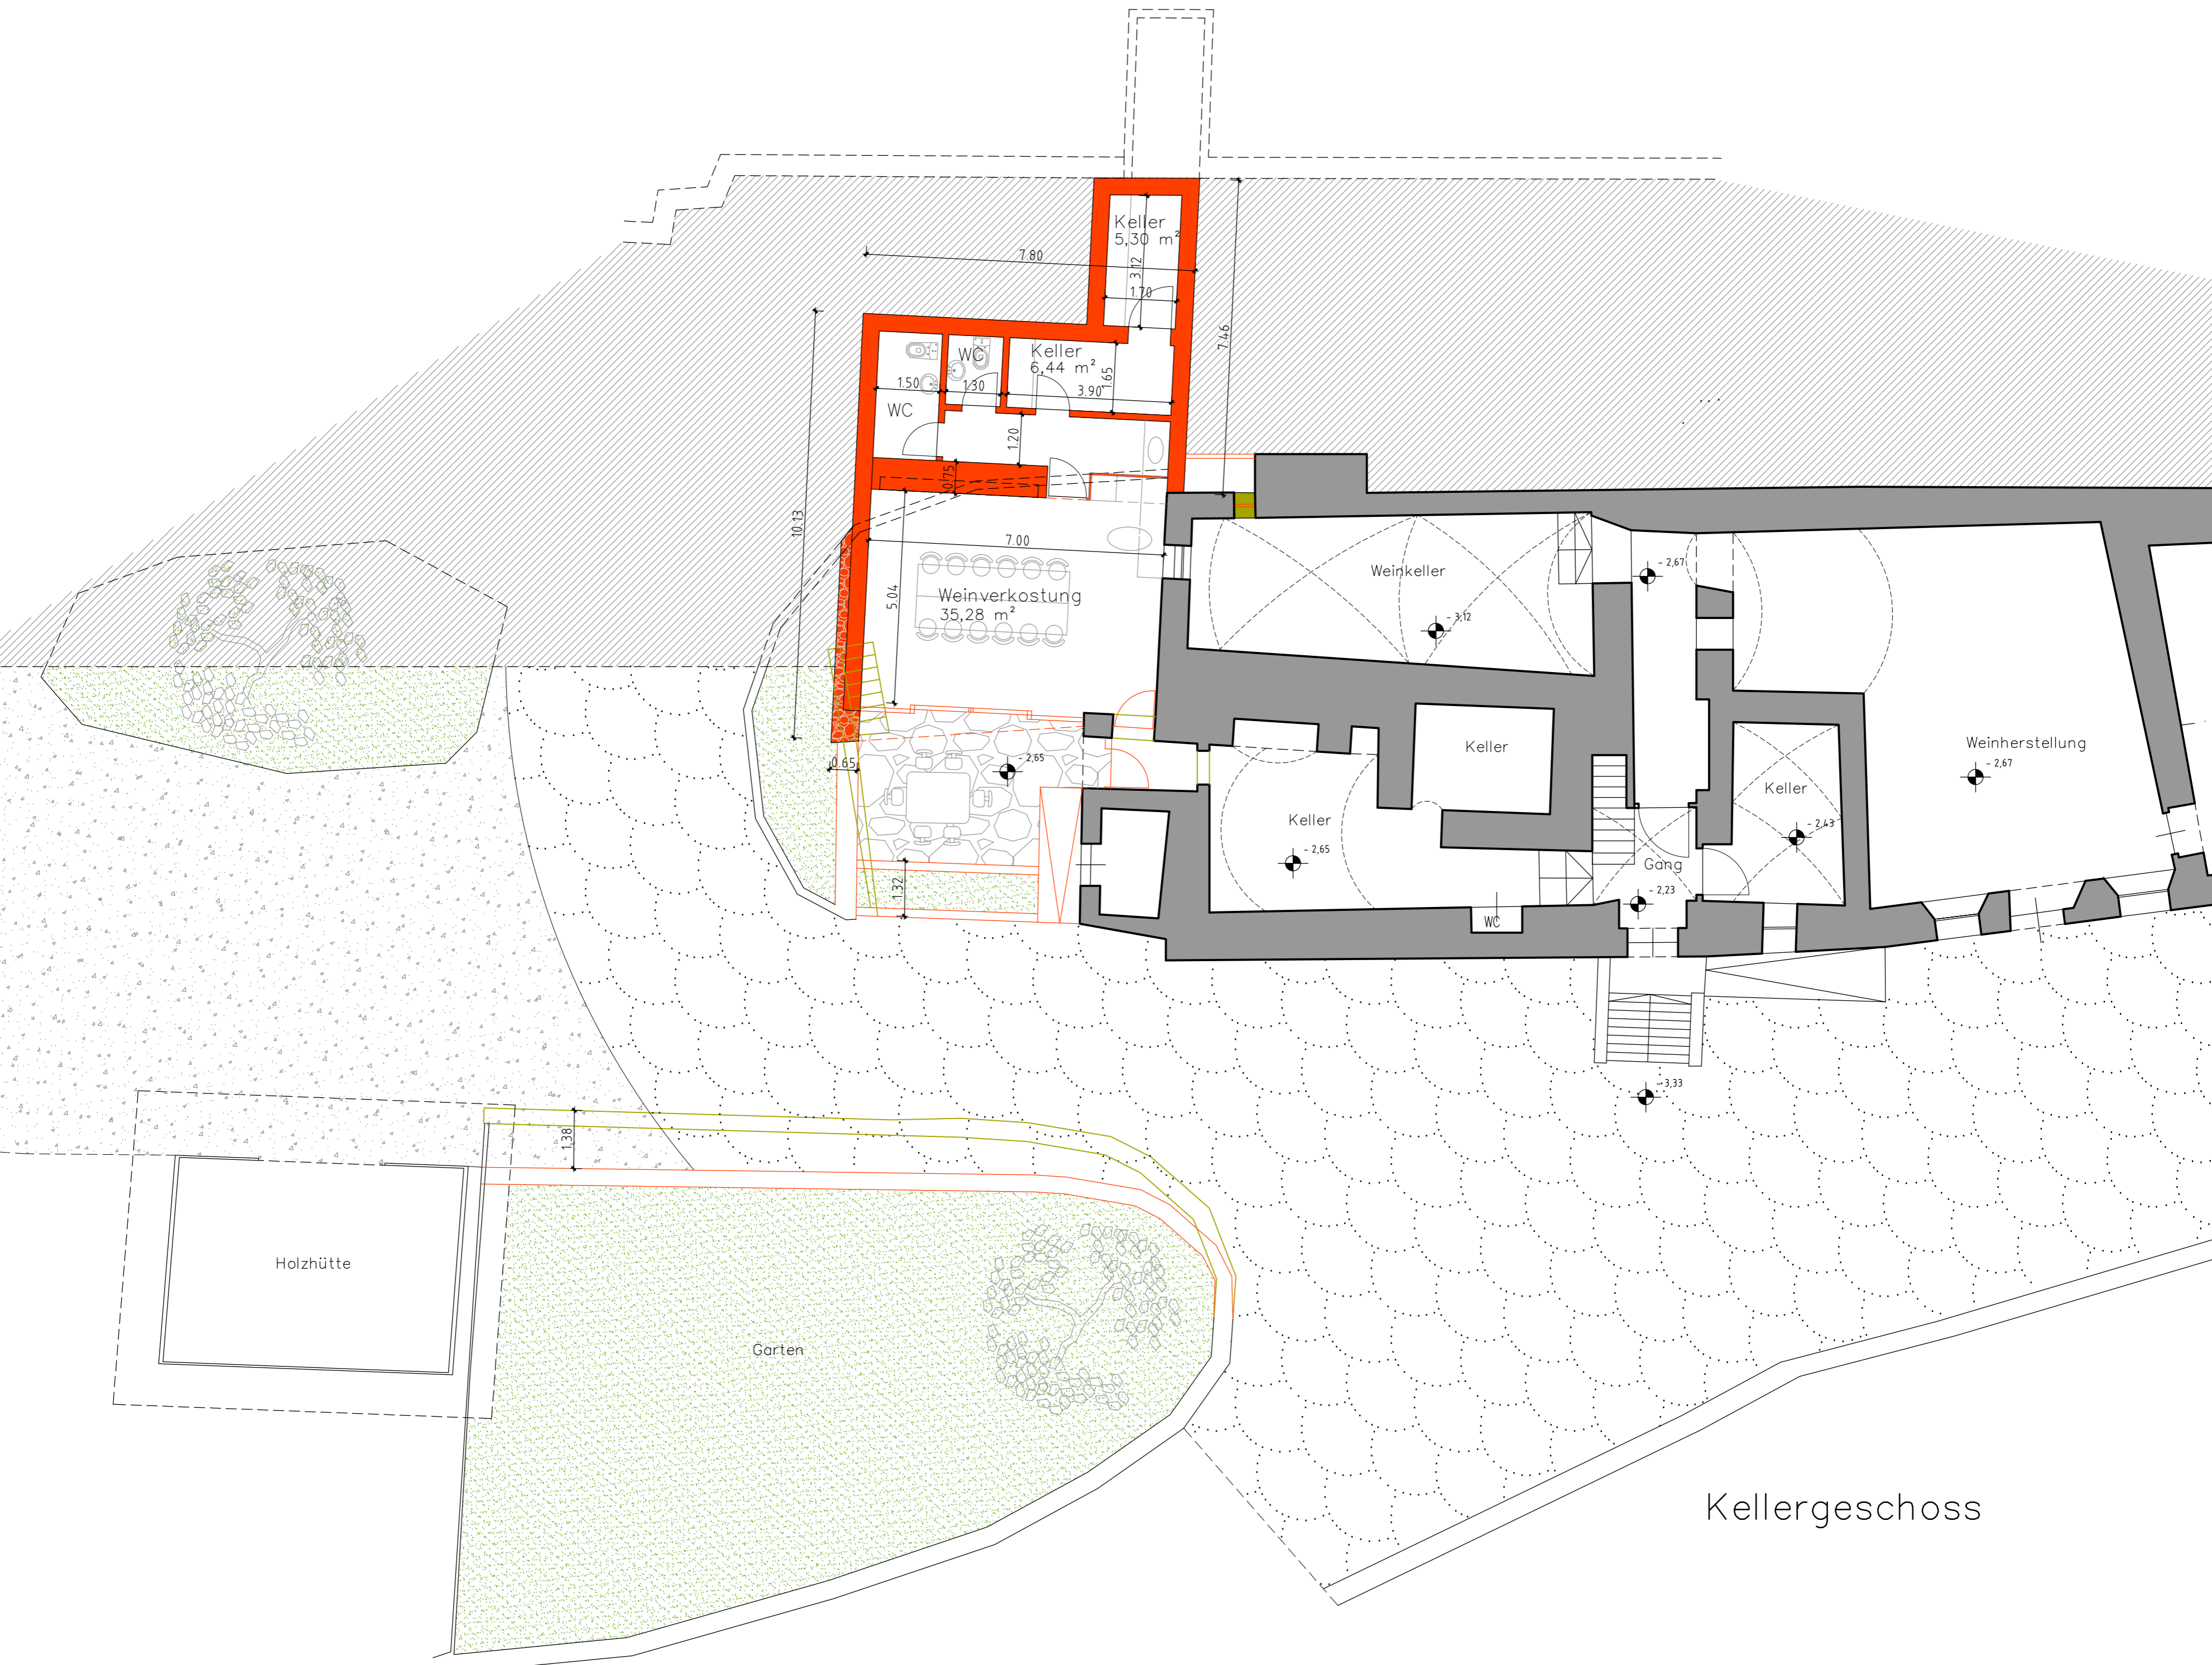 Keller
5,30 m²
7.80
3.12
1.70
7.46
WC
Keller
6,44 m²
1.65
1.50
1.30
3.90
WC
1.20
0.75
10.13
7.00
5.04
Weinverkostung
35,28 m²
Weinkeller
- 3,12
- 2,67
0.65
- 2,65
1.32
Keller
Keller
- 2,65
WC
Gang
- 2,23
Keller
- 2,43
Weinherstellung
- 2,67
- 3,33
1.38
Holzhütte
Garten
Kellergeschoss